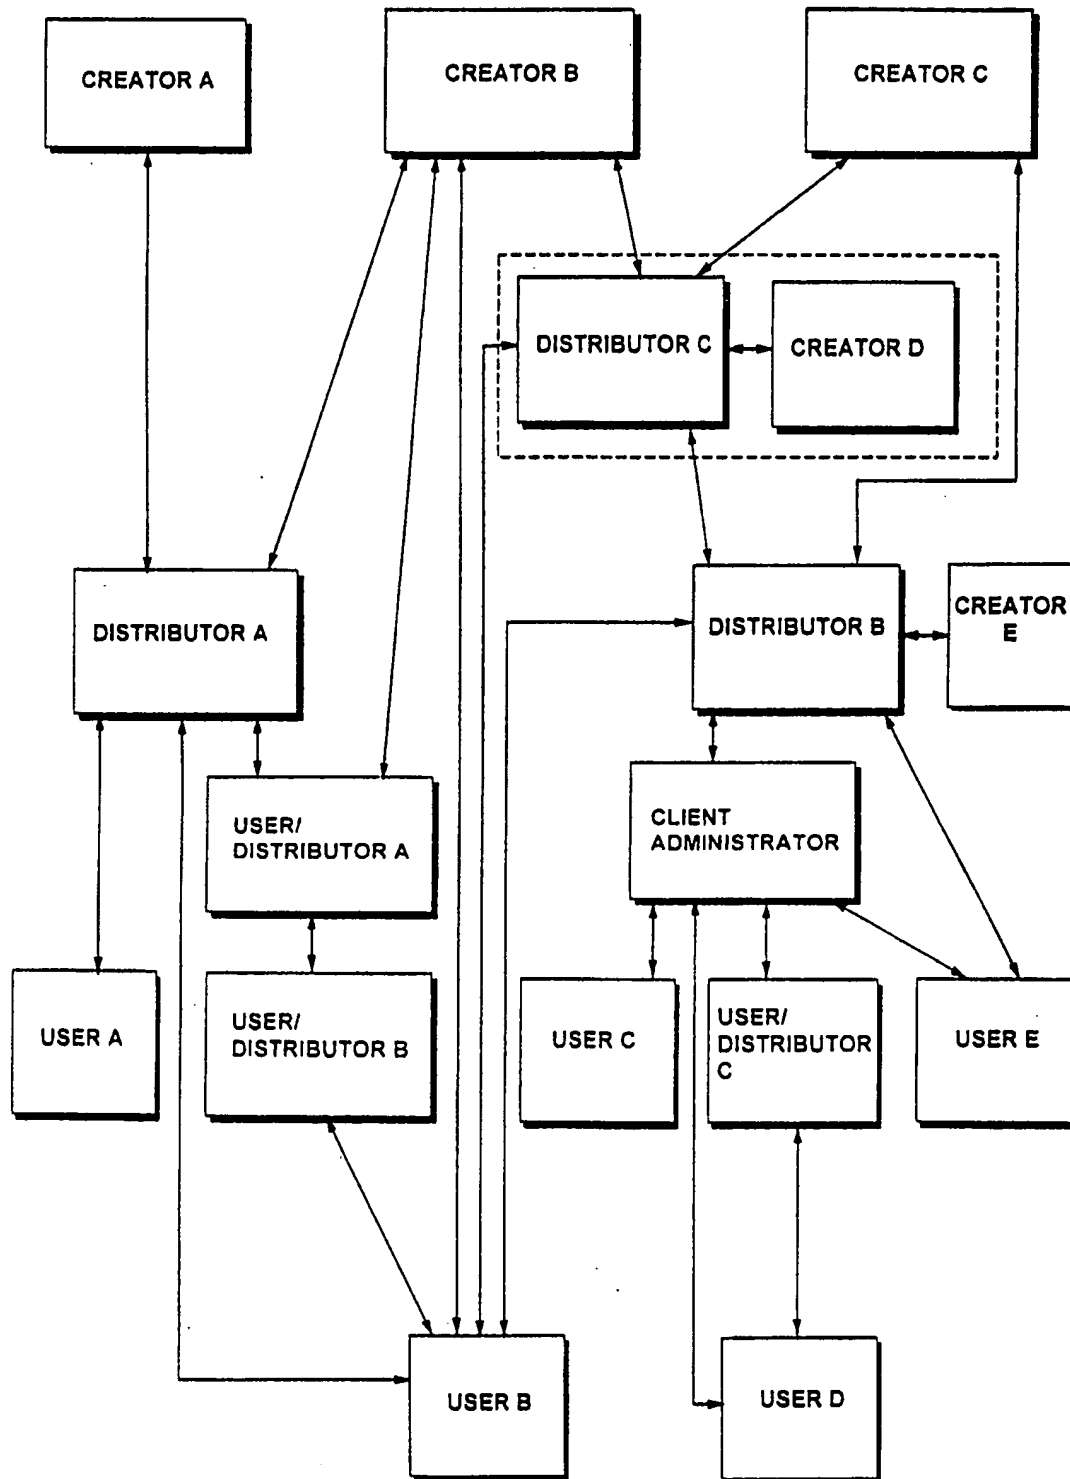 CREATOR A
CREATOR B
CREATOR C
DISTRIBUTOR C
CREATOR D
DISTRIBUTOR A
DISTRIBUTOR B
CREATOR
E
USER/
DISTRIBUTOR A
CLIENT
ADMINISTRATOR
USER A
USER/
DISTRIBUTOR B
USER C
USER/
DISTRIBUTOR
C
USER E
USER B
USER D